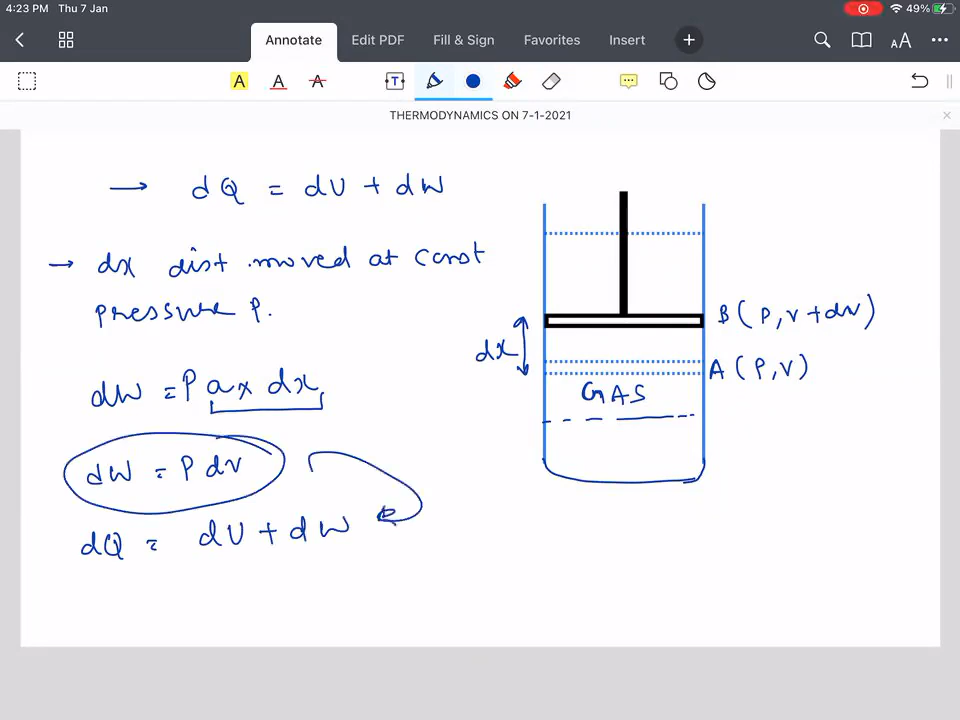 4:23 PM Thu 7 Jan
49%
Annotate Edit PDF Fill & Sign Favorites Insert
A A A T
THERMODYNAMICS ON 7-1-2021
→ dQ = dU + dW
→ dx dist moved at const
pressure P.
dW = P a x dx
dW = P dv
dQ = dU + dW
B (P, V + dv)
dx
A (P, V)
GAS